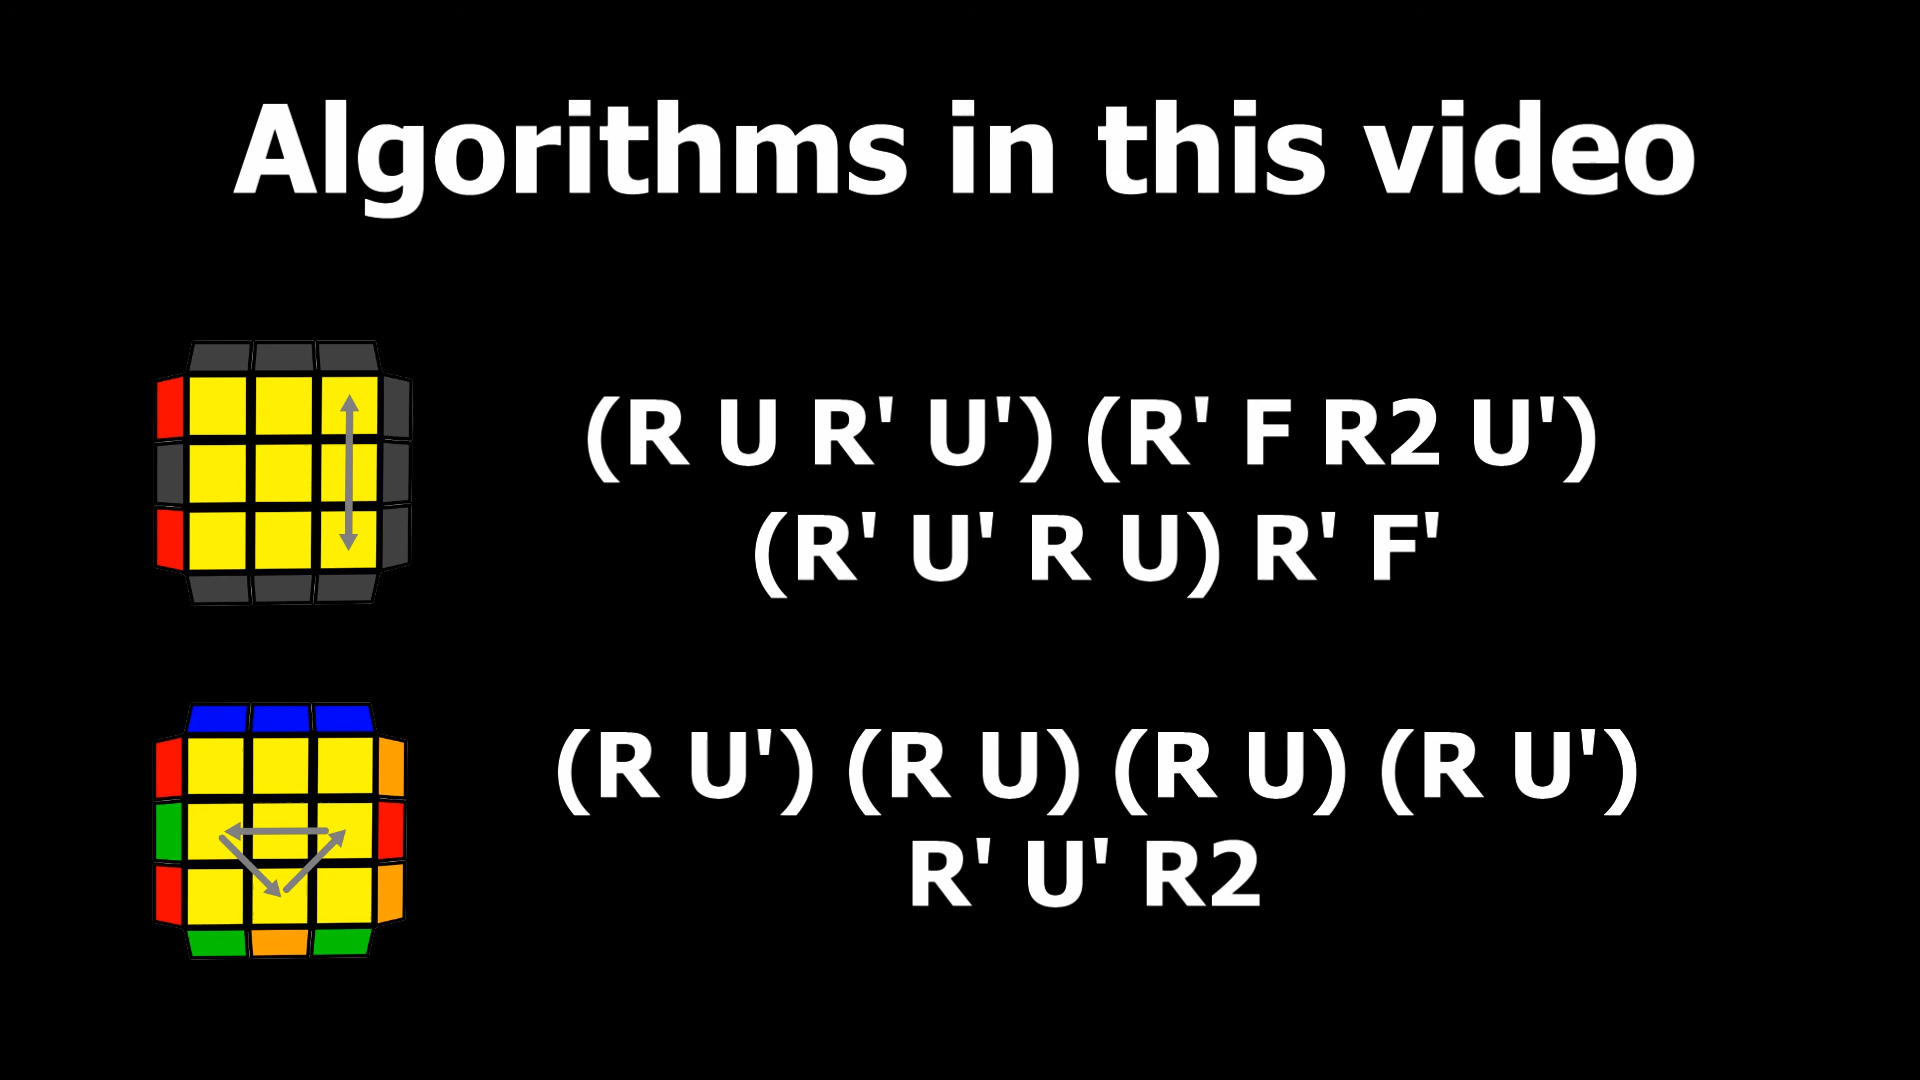 Algorithms in this video
(R U R' U') (R' F R2 U')
(R' U' R U) R' F'
(R U') (R U) (R U) (R U')
R' U' R2